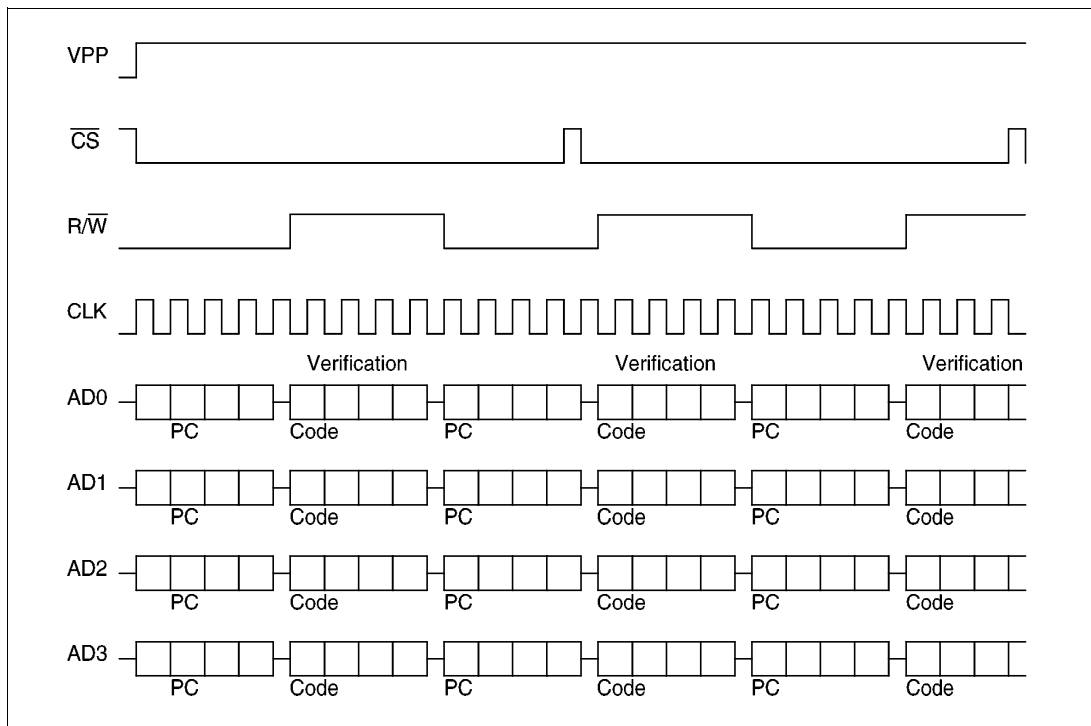 VPP
C̅S̅
R/W̅
CLK
Verification Verification Verification
AD0
PC Code PC Code PC Code
AD1
PC Code PC Code PC Code
AD2
PC Code PC Code PC Code
AD3
PC Code PC Code PC Code